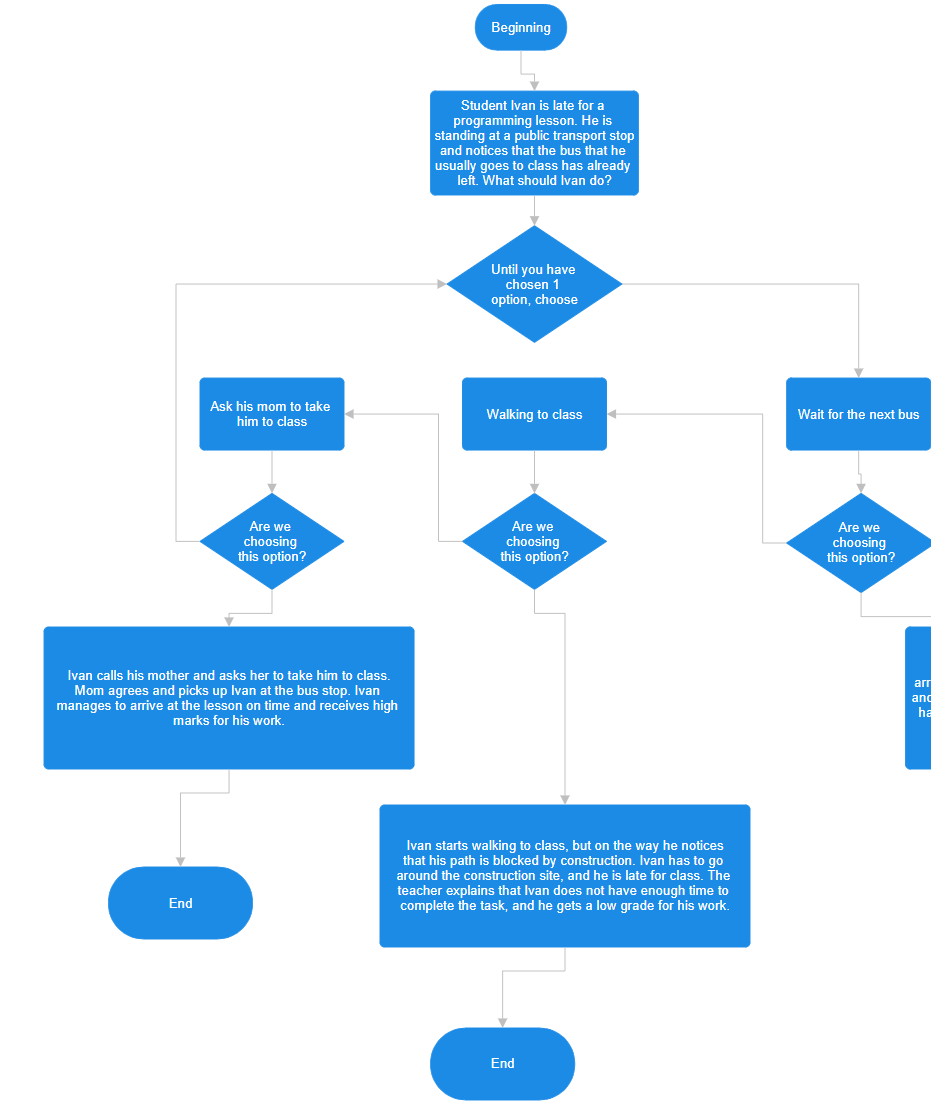 Beginning
Student Ivan is late for a
programming lesson. He is
standing at a public transport stop
and notices that the bus that he
usually goes to class has already
left. What should Ivan do?
Until you have
chosen 1
option, choose
Ask his mom to take
him to class
Walking to class
Wait for the next bus
Are we
choosing
this option?
Are we
choosing
this option?
Are we
choosing
this option?
Ivan calls his mother and asks her to take him to class.
Mom agrees and picks up Ivan at the bus stop. Ivan
manages to arrive at the lesson on time and receives high
marks for his work.
Ivan starts walking to class, but on the way he notices
that his path is blocked by construction. Ivan has to go
around the construction site, and he is late for class. The
teacher explains that Ivan does not have enough time to
complete the task, and he gets a low grade for his work.
End
End